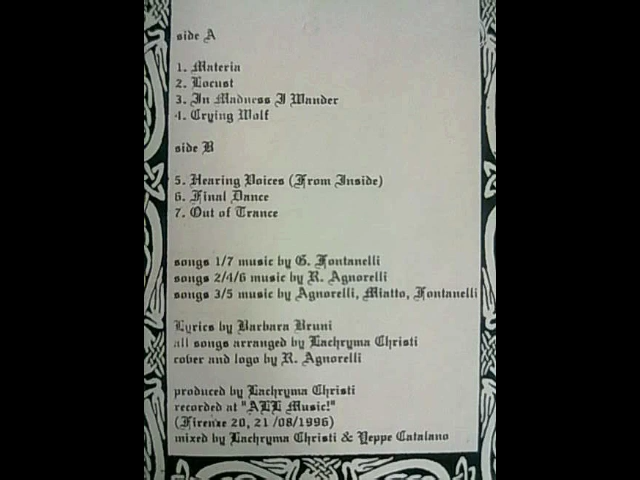 side A
1. Materia
2. Locust
3. In Madness I Wander
4. Crying Wolf
side B
5. Hearing Voices (From Inside)
6. Final Dance
7. Out of Trance
songs 1/7 music by G. Fontanelli
songs 2/4/6 music by R. Agnorelli
songs 3/5 music by Agnorelli, Miatto, Fontanelli
Lyrics by Barbara Bruni
all songs arranged by Lachryma Christi
cover and logo by R. Agnorelli
produced by Lachryma Christi
recorded at "ALL Music!"
(Firenze 20, 21 /08/1996)
mixed by Lachryma Christi & Yeppe Catalano